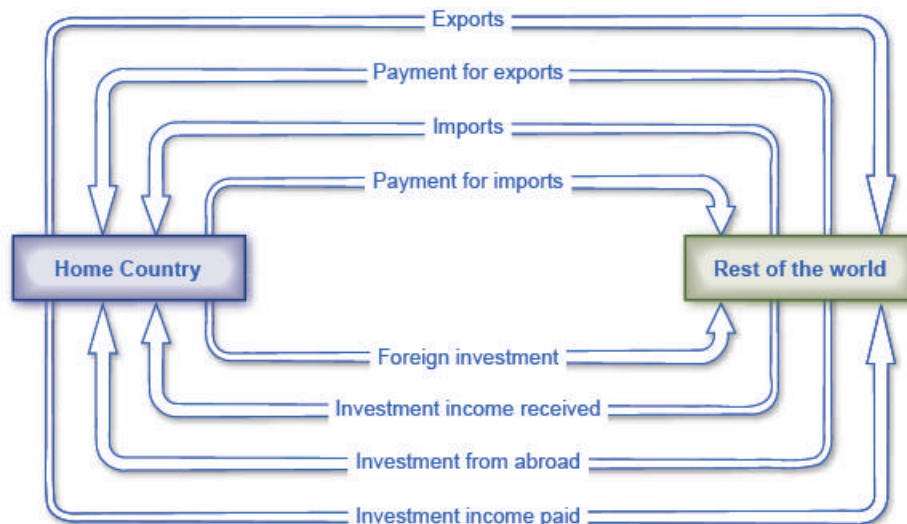 Exports
Payment for exports
Imports
Payment for imports
Home Country
Rest of the world
Foreign investment
Investment income received
Investment from abroad
Investment income paid